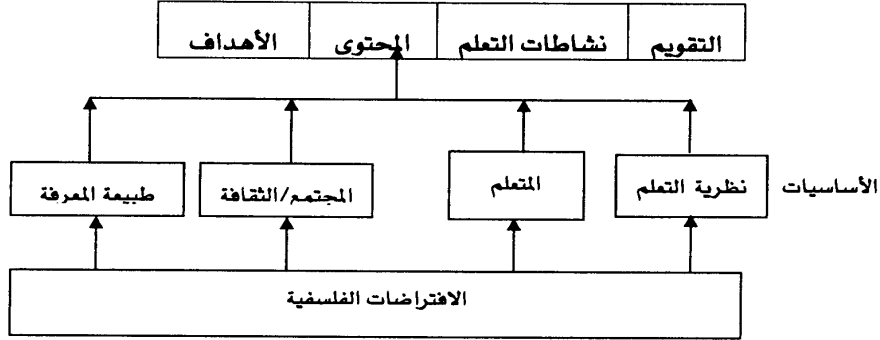 التقويم نشاطات التعلم المحتوى الأهداف
الأساسيات نظرية التعلم المتعلم المجتمع/الثقافة طبيعة المعرفة
الافتراضات الفلسفية